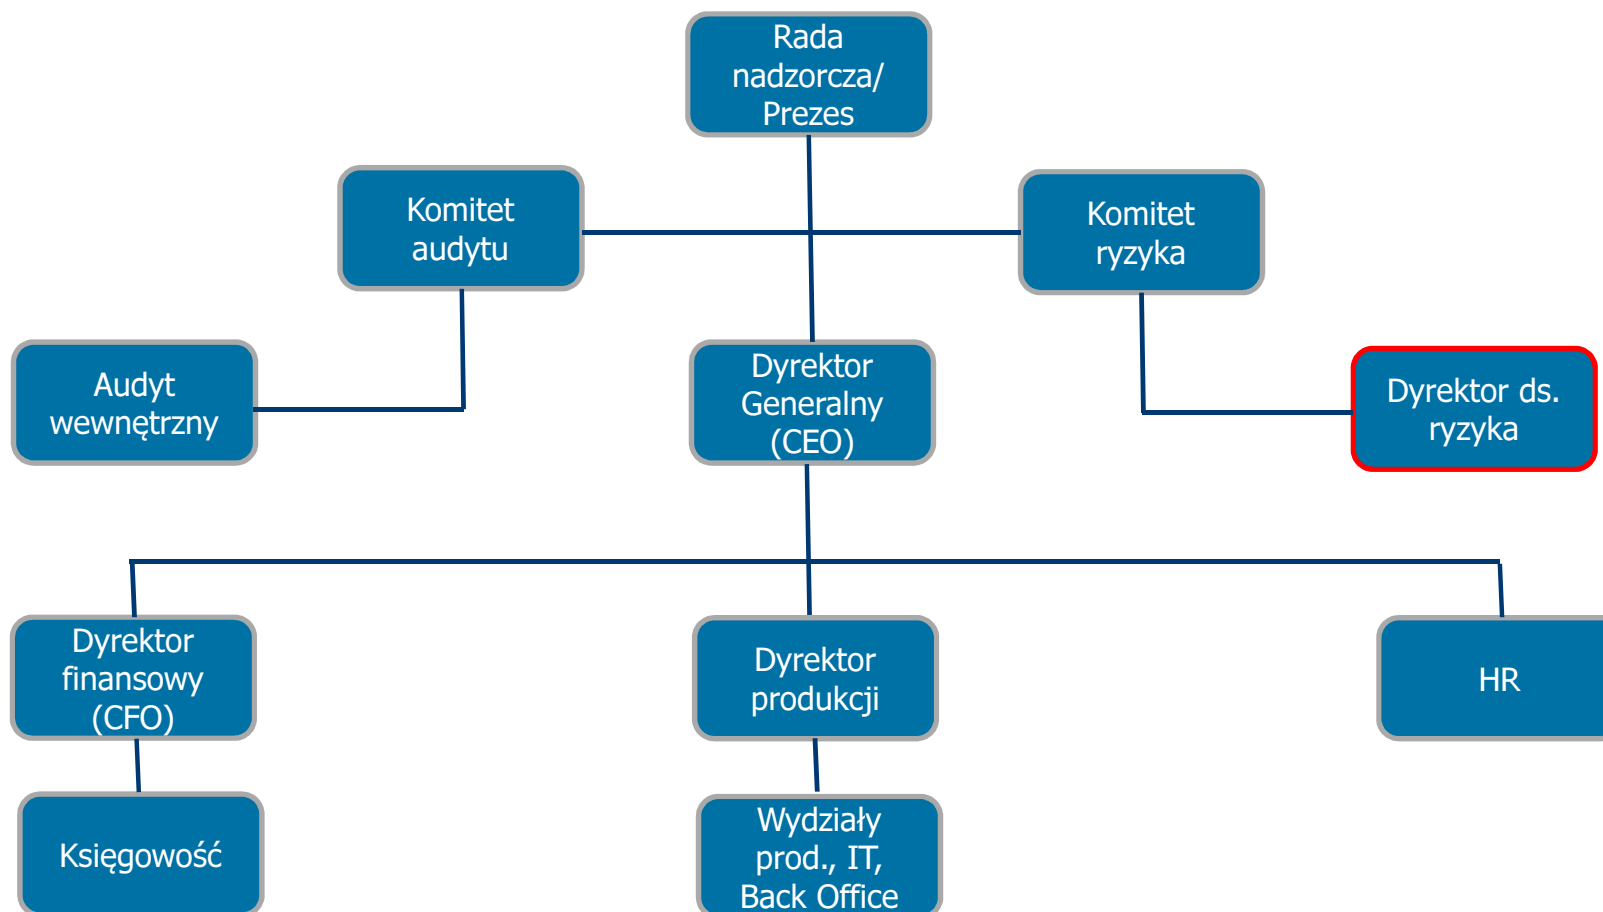 Rada
nadzorcza/
Prezes
Komitet
audytu
Komitet
ryzyka
Audyt
wewnętrzny
Dyrektor
Generalny
(CEO)
Dyrektor ds.
ryzyka
Dyrektor
finansowy
(CFO)
Dyrektor
produkcji
HR
Księgowość
Wydziały
prod., IT,
Back Office